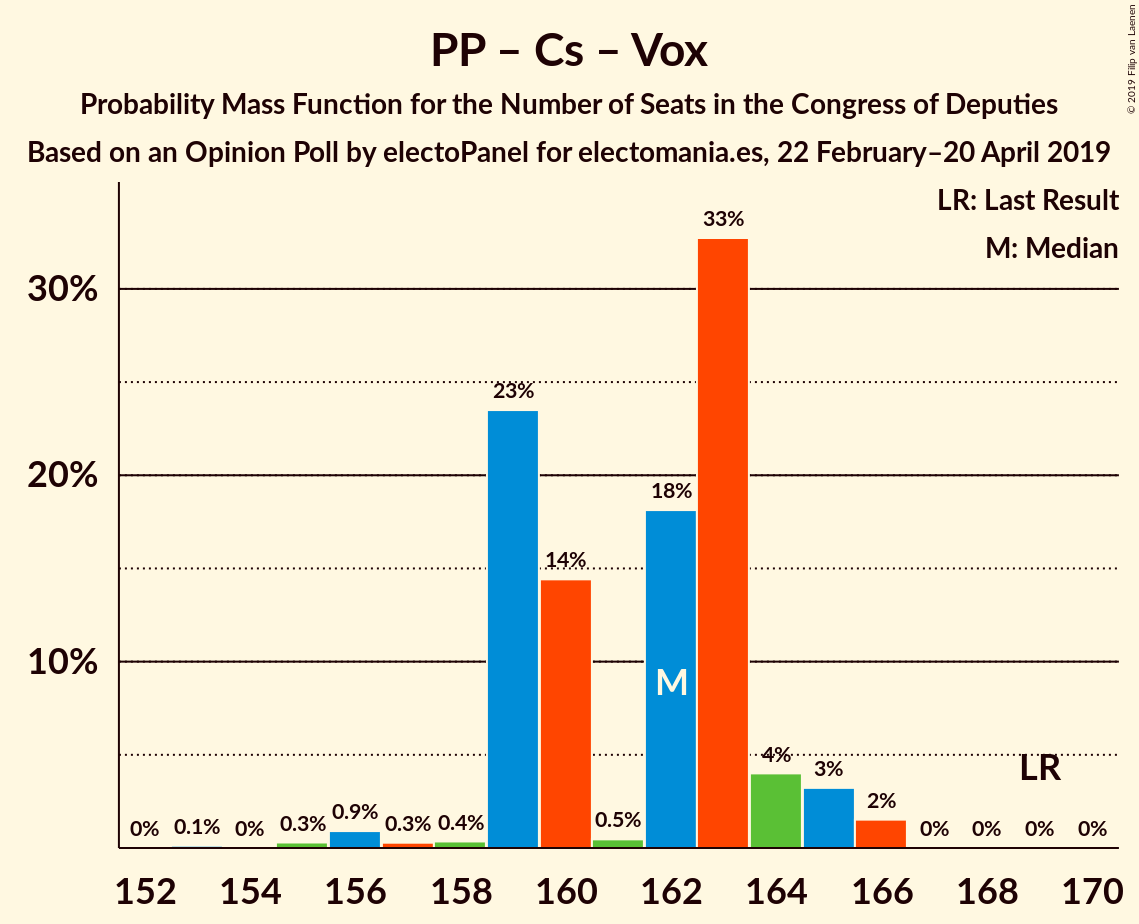 PP – Cs – Vox
Probability Mass Function for the Number of Seats in the Congress of Deputies
Based on an Opinion Poll by electoPanel for electomania.es, 22 February–20 April 2019
© 2019 Filip van Laenen
LR: Last Result
M: Median
30%
20%
10%
0%
0.1%
0%
0.3%
0.9%
0.3%
0.4%
23%
14%
0.5%
18%
33%
4%
3%
2%
0%
0%
0%
0%
M
LR
152 154 156 158 160 162 164 166 168 170